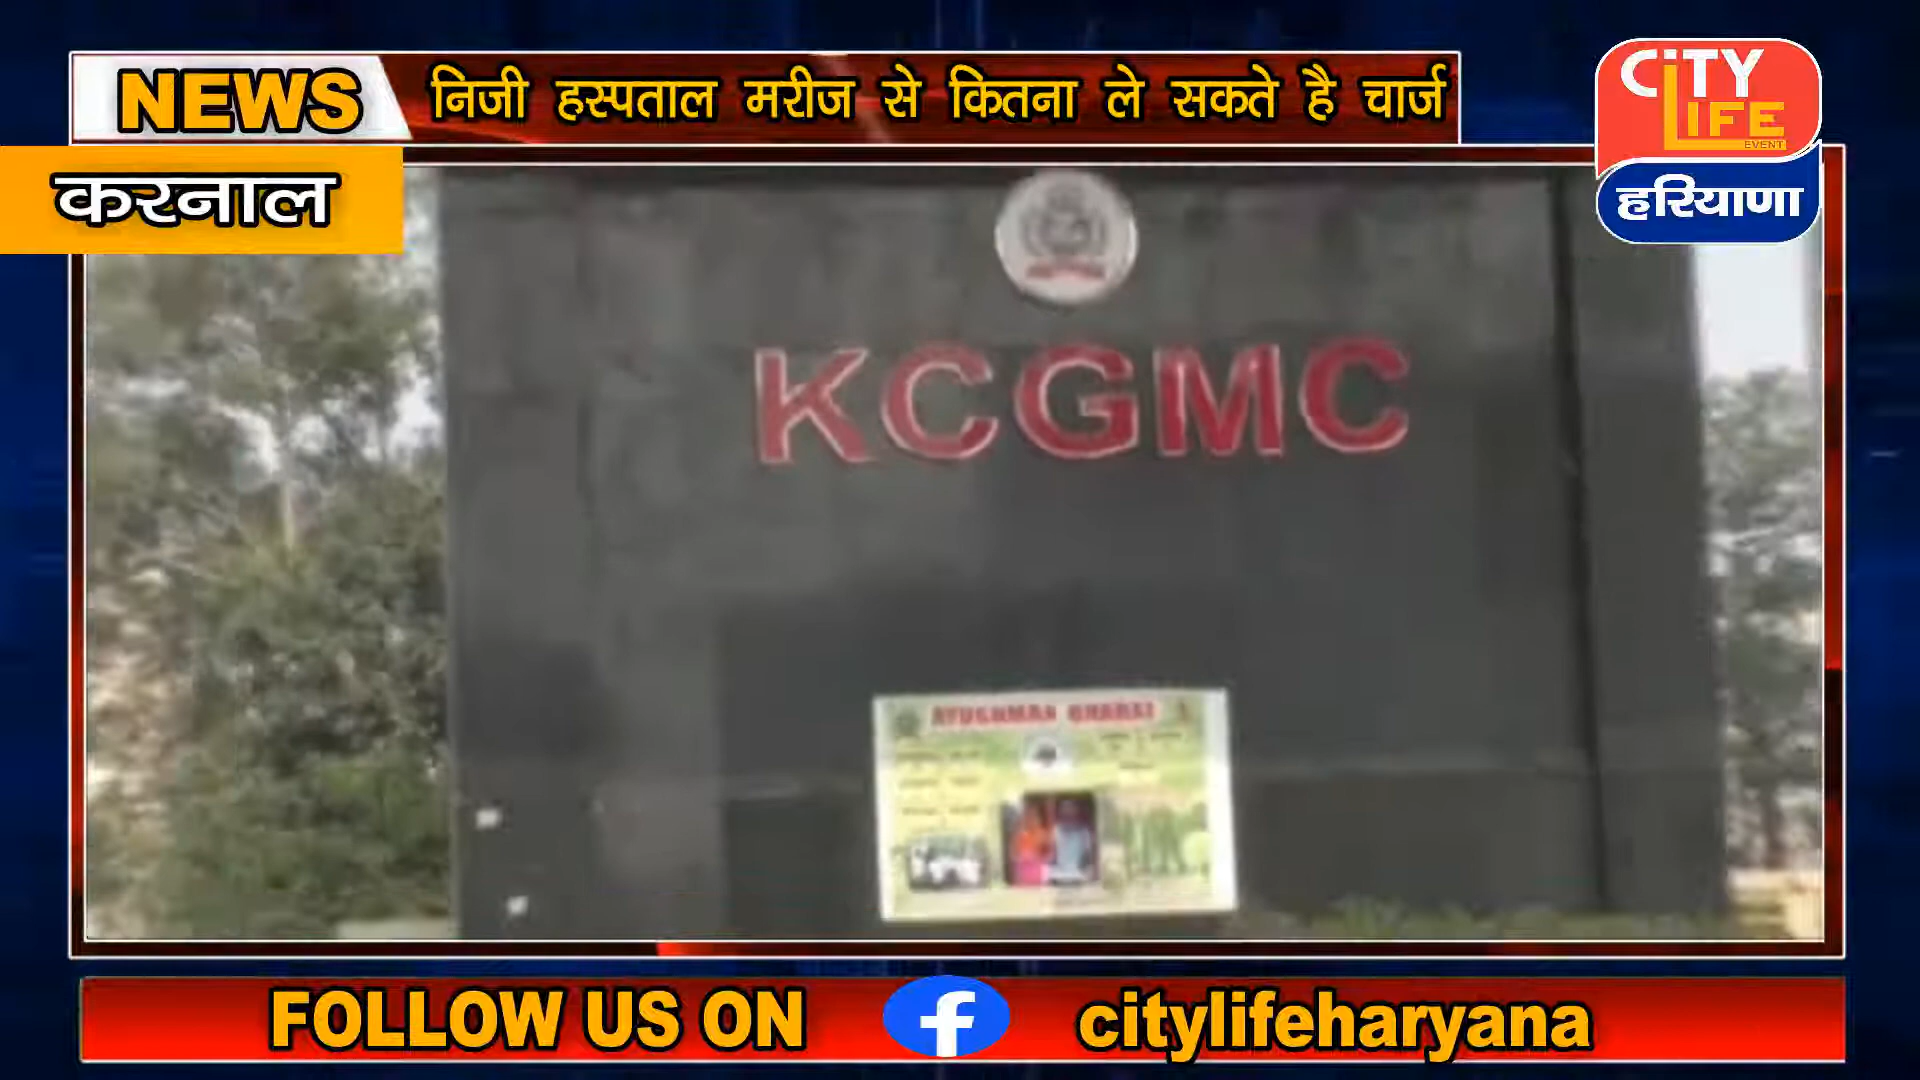 NEWS
निजी हस्पताल मरीज से कितना ले सकते है चार्ज
CiTY
LIFE
EVENT
हरियाणा
करनाल
KCGMC
AYUSHMAN BHARAT
FOLLOW US ON
citylifeharyana